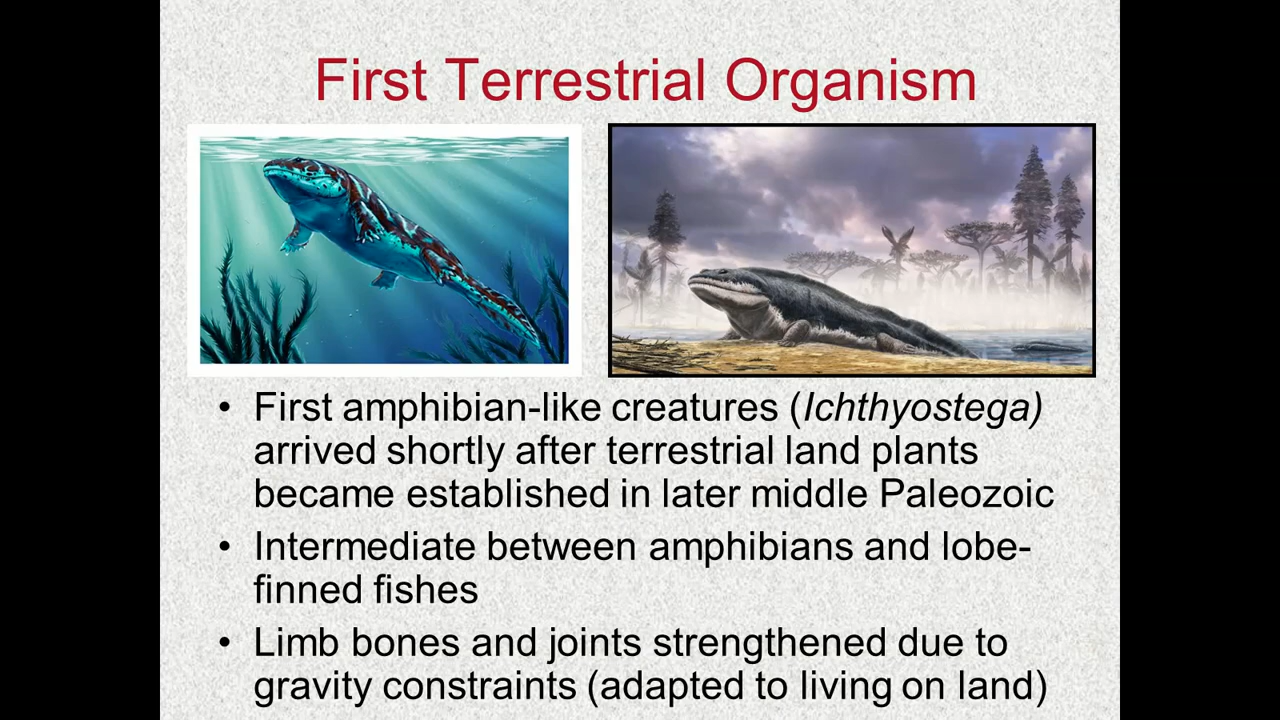 First Terrestrial Organism
• First amphibian-like creatures (Ichthyostega)
arrived shortly after terrestrial land plants
became established in later middle Paleozoic
• Intermediate between amphibians and lobe-
finned fishes
• Limb bones and joints strengthened due to
gravity constraints (adapted to living on land)